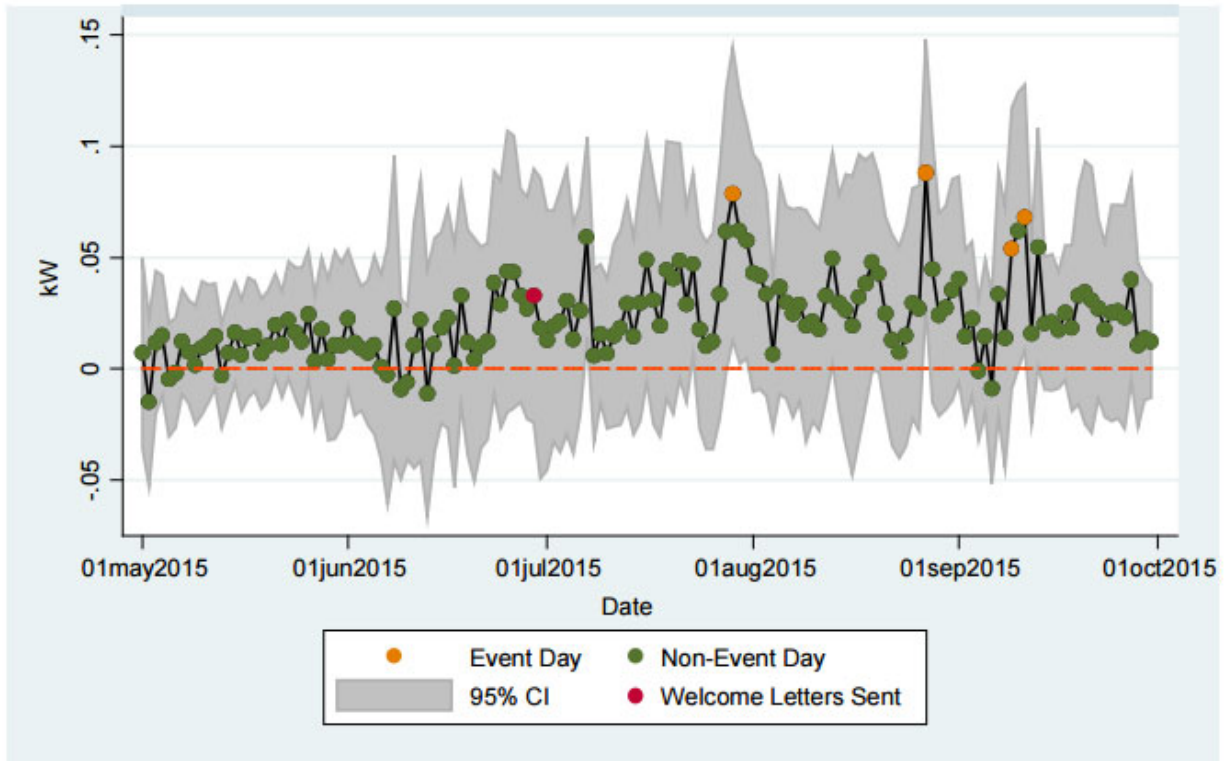 .15
.1
.05
0
-.05
kW
01may2015 01jun2015 01jul2015 01aug2015 01sep2015 01oct2015
Date
Event Day Non-Event Day
95% CI Welcome Letters Sent